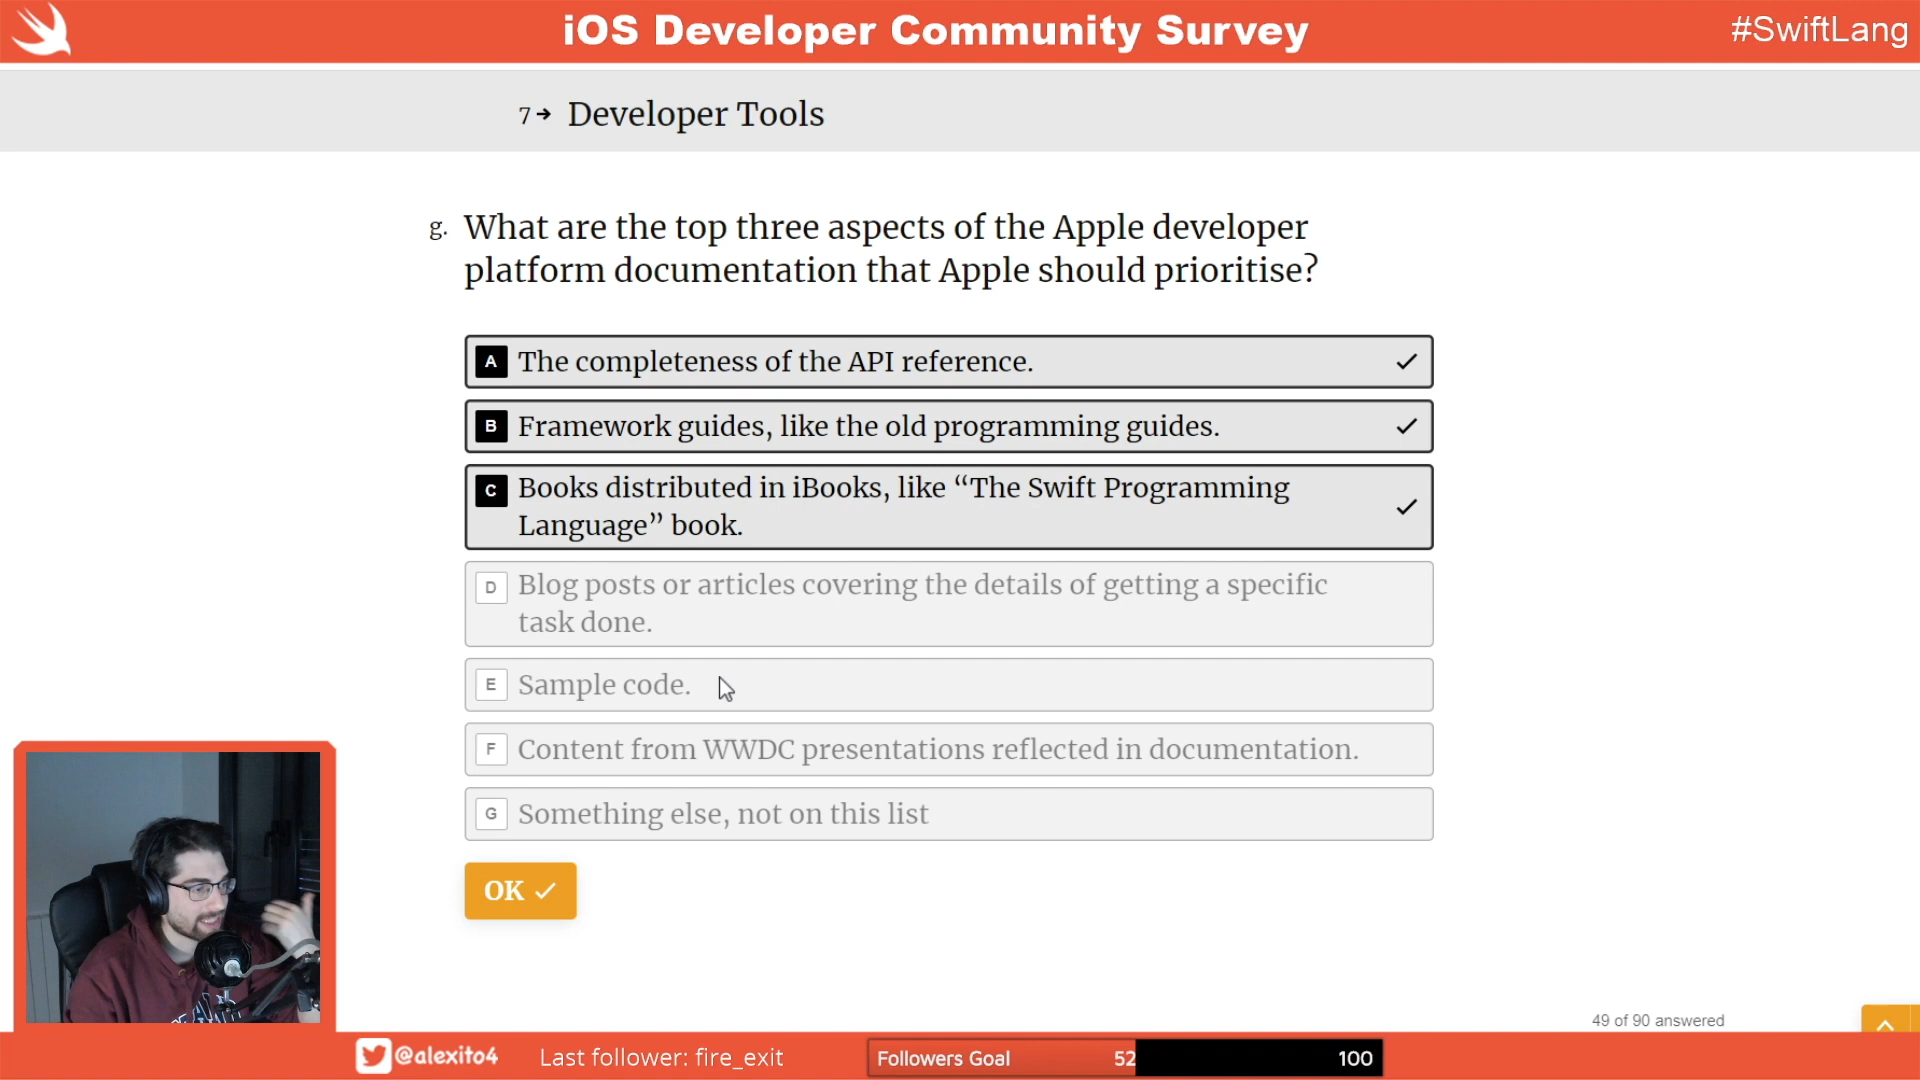 iOS Developer Community Survey
#SwiftLang
7 → Developer Tools
g. What are the top three aspects of the Apple developer
platform documentation that Apple should prioritise?
A The completeness of the API reference.
B Framework guides, like the old programming guides.
C Books distributed in iBooks, like “The Swift Programming
Language” book.
D Blog posts or articles covering the details of getting a specific
task done.
E Sample code.
F Content from WWDC presentations reflected in documentation.
G Something else, not on this list
OK
49 of 90 answered
@alexito4
Last follower: fire_exit
Followers Goal 52 100